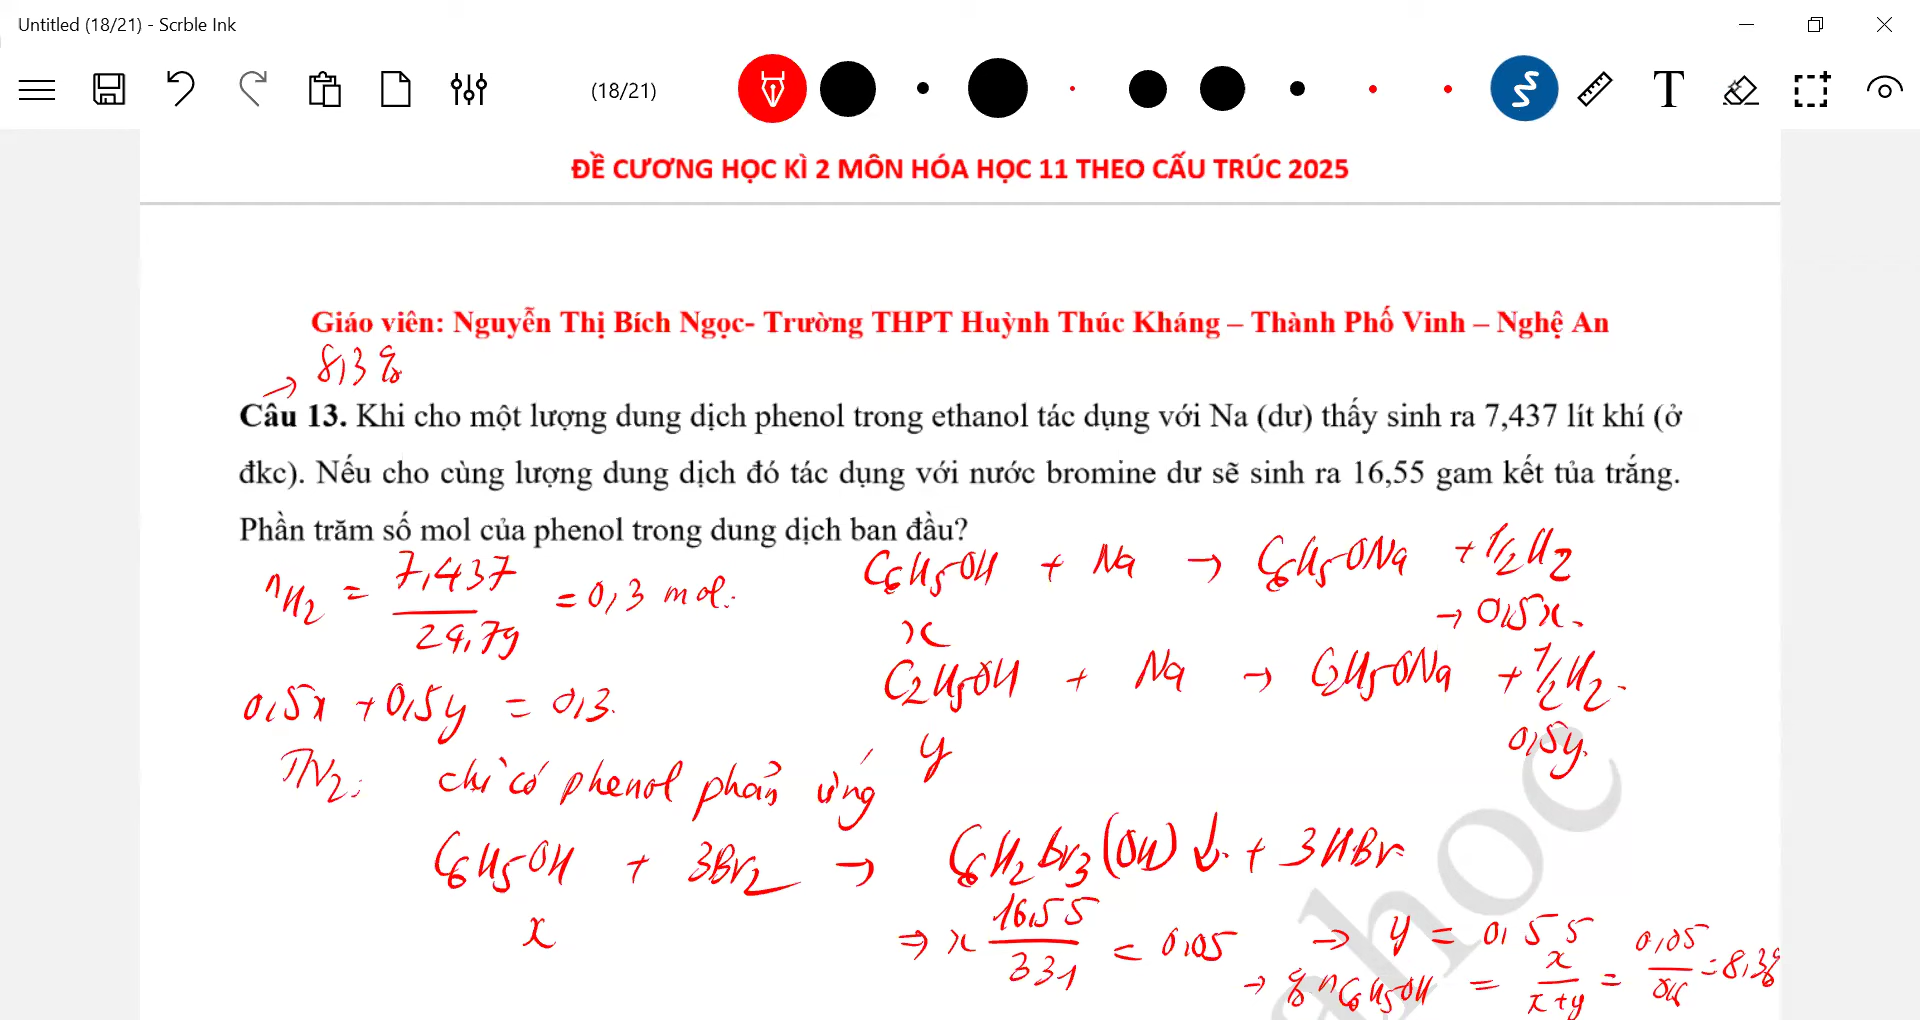 Untitled (18/21) - Scrble Ink
(18/21)
T
ĐỀ CƯƠNG HỌC KÌ 2 MÔN HÓA HỌC 11 THEO CẤU TRÚC 2025
Giáo viên: Nguyễn Thị Bích Ngọc- Trường THPT Huỳnh Thúc Kháng – Thành Phố Vinh – Nghệ An
→ 8,3 %
Câu 13. Khi cho một lượng dung dịch phenol trong ethanol tác dụng với Na (dư) thấy sinh ra 7,437 lít khí (ở
đkc). Nếu cho cùng lượng dung dịch đó tác dụng với nước bromine dư sẽ sinh ra 16,55 gam kết tủa trắng.
Phần trăm số mol của phenol trong dung dịch ban đầu?
nH2 = 7,437 / 24,79 = 0,3 mol.
C6H5OH + Na → C6H5ONa + 1/2 H2
x → 0,5x.
C2H5OH + Na → C2H5ONa + 1/2 H2.
y 0,5y.
0,5x + 0,5y = 0,3.
TN2: chỉ có phenol phản ứng
C6H5OH + 3Br2 → C6H2Br3(OH) ↓ + 3HBr
x ⇒ x 16,55 / 331 = 0,05 → y = 0,55
→ % nC6H5OH = x / x+y = 0,05 / 0,6 = 8,3%
hoc